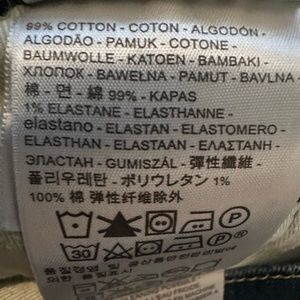 99% COTTON - COTON - ALGODÓN -
ALGODÃO - PAMUK - COTONE -
BAUMWOLLE - KATOEN - BAMBAKI -
ХЛОПОК - BAWEŁNA - PAMUT - BAVLNA -
棉 - 면 - 綿 99% - KAPAS
1% ELASTANE - ELASTHANNE -
elastano - ELASTAN - ELASTOMERO -
ELASTHAN - ELASTAAN - ΕΛΑΣΤΑΝΗ -
ЭЛАСТАН - GUMISZÁL - 彈性纖維 -
폴리우레탄 - ポリウレタン 1%
100% 棉 弹性纤维除外
P
30